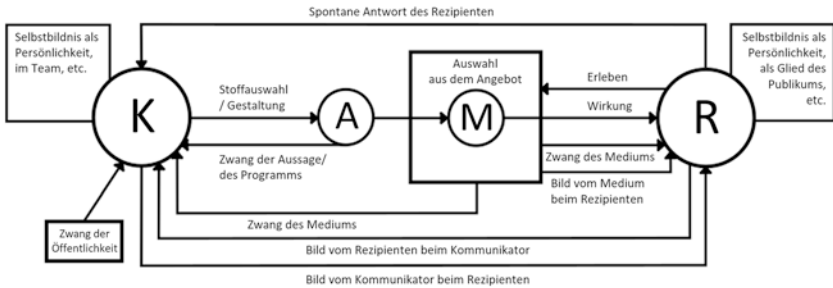 Spontane Antwort des Rezipienten
Selbstbildnis als
Persönlichkeit,
im Team, etc.
Stoffauswahl
/ Gestaltung
Auswahl
aus dem Angebot
Erleben
Wirkung
Selbstbildnis als
Persönlichkeit,
als Glied des
Publikums,
etc.
K
A
M
R
Zwang der Aussage/
des Programms
Zwang des Mediums
Bild vom Medium
beim Rezipienten
Zwang des Mediums
Zwang der
Öffentlichkeit
Bild vom Rezipienten beim Kommunikator
Bild vom Kommunikator beim Rezipienten